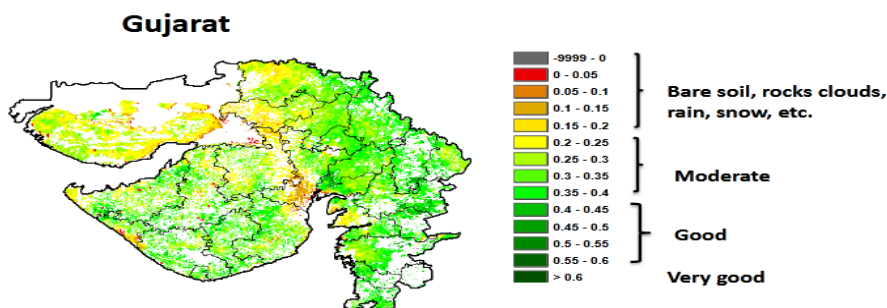 Gujarat
-9999 - 0
0 - 0.05
0.05 - 0.1
0.1 - 0.15
0.15 - 0.2
0.2 - 0.25
0.25 - 0.3
0.3 - 0.35
0.35 - 0.4
0.4 - 0.45
0.45 - 0.5
0.5 - 0.55
0.55 - 0.6
> 0.6
Bare soil, rocks clouds,
rain, snow, etc.
Moderate
Good
Very good